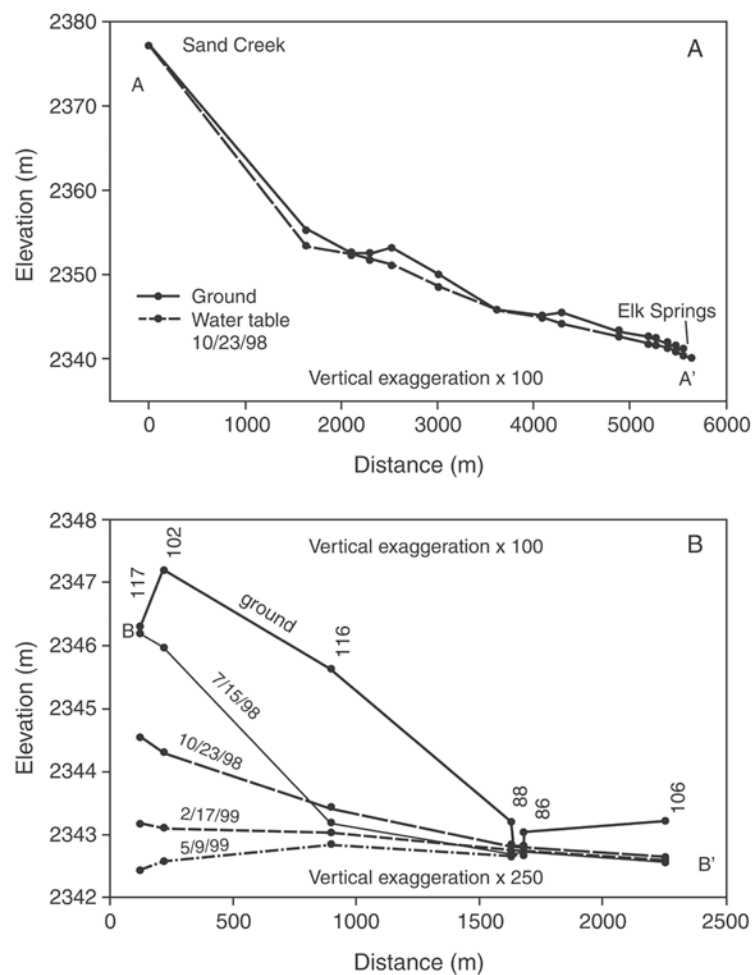 2380
Sand Creek
A
A
2370
Elevation (m)
2360
2350
Ground
Elk Springs
Water table
10/23/98
2340
Vertical exaggeration x 100
A'
0 1000 2000 3000 4000 5000 6000
Distance (m)
2348
102
Vertical exaggeration x 100
B
117
2347
ground
116
B
2346
7/15/98
Elevation (m)
2345
10/23/98
2344
88
86
106
2/17/99
2343
5/9/99
Vertical exaggeration x 250
B'
2342
0 500 1000 1500 2000 2500
Distance (m)